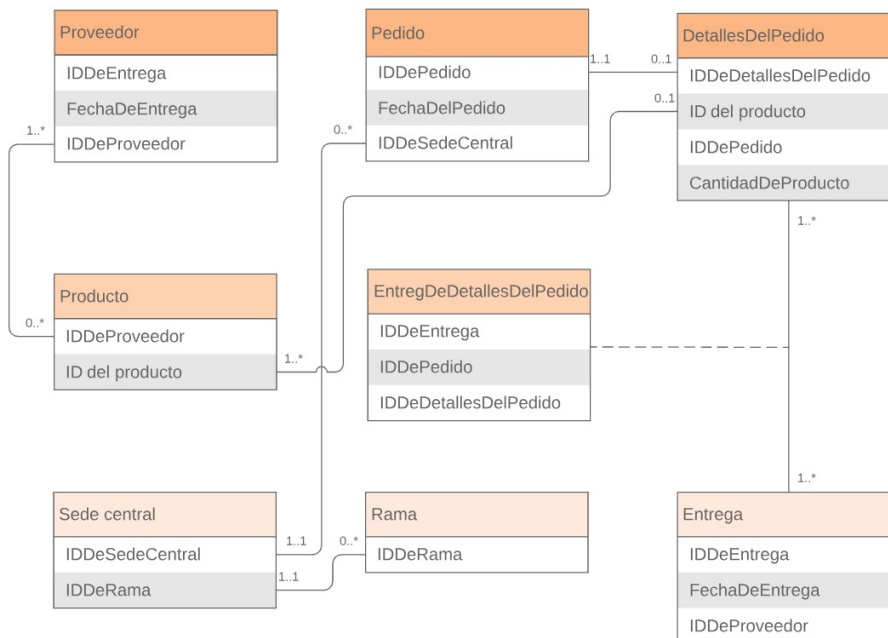 Proveedor
IDDeEntrega
FechaDeEntrega
IDDeProveedor
1..*
Pedido
IDDePedido
FechaDelPedido
IDDeSedeCentral
1..1
0..*
DetallesDelPedido
IDDeDetallesDelPedido
ID del producto
IDDePedido
CantidadDeProducto
0..1
0..1
1..*
Producto
IDDeProveedor
ID del producto
0..*
1..*
EntregDeDetallesDelPedido
IDDeEntrega
IDDePedido
IDDeDetallesDelPedido
Sede central
IDDeSedeCentral
IDDeRama
1..1
1..1
Rama
IDDeRama
0..*
1..*
Entrega
IDDeEntrega
FechaDeEntrega
IDDeProveedor